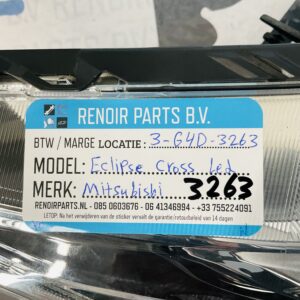 RENOIR PARTS B.V.
BTW / MARGE LOCATIE : 3-G4D-3263
MODEL: Eclipse Cross Led
MERK: Mitsubishi 3263
RENOIRPARTS.NL - 085 0603676 - 06 41346994 - +33 755224091
LETOP: Na het verwijderen van de sticker vervalt de garantie/retourbeleid van 14 dagen